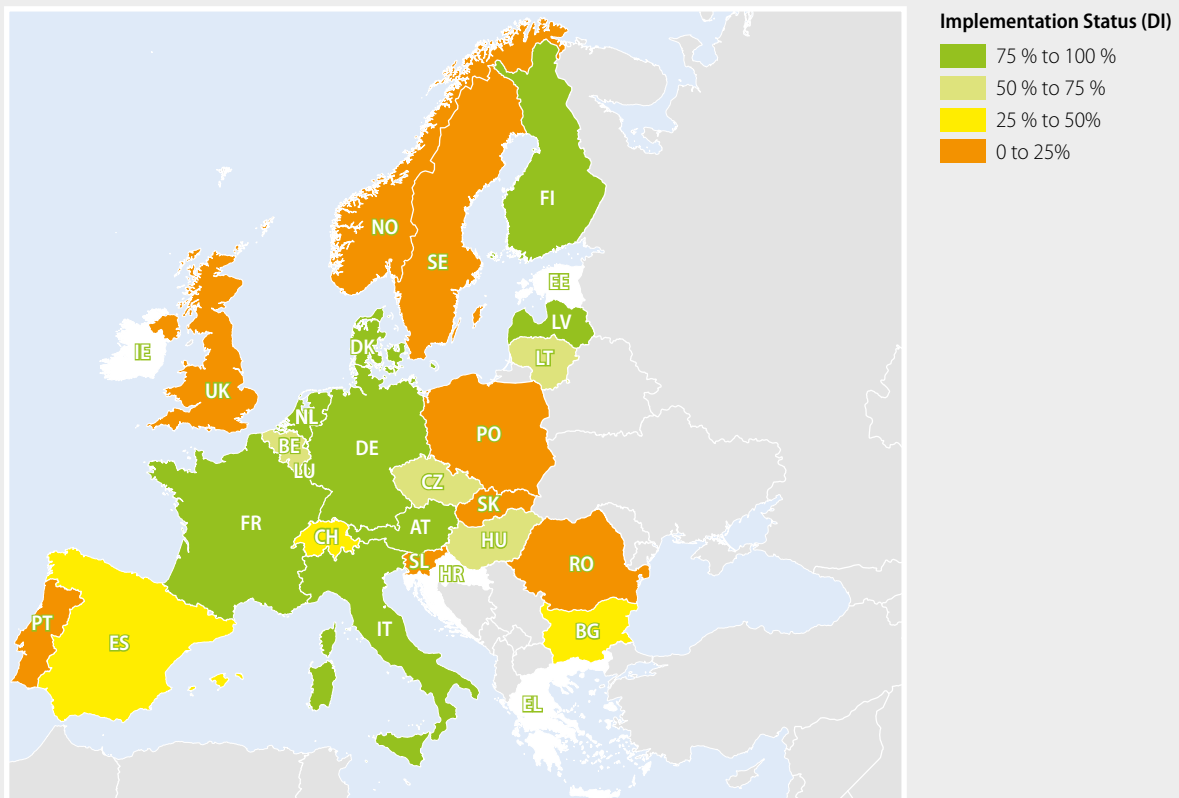 Implementation Status (DI)
75 % to 100 %
50 % to 75 %
25 % to 50%
0 to 25%
FI
NO
SE
EE
LV
DK
IE
LT
UK
NL
PO
BE
DE
LU
CZ
SK
FR
AT
CH
HU
SL
RO
HR
PT
IT
BG
ES
EL